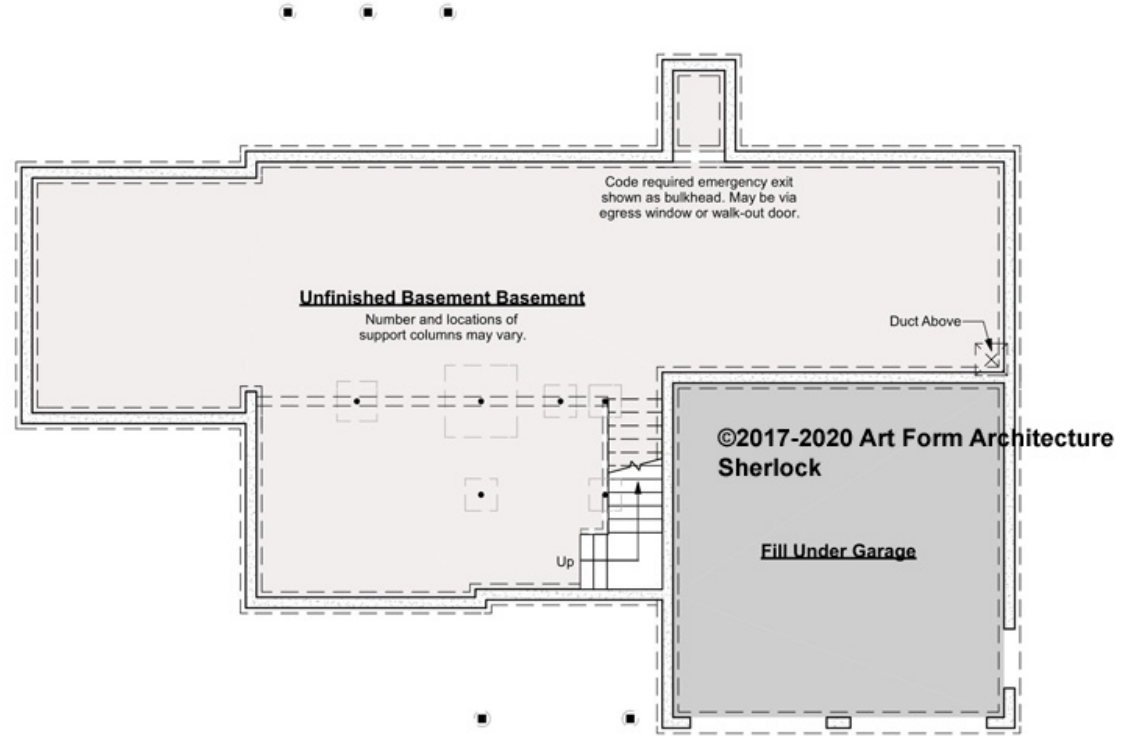 Code required emergency exit
shown as bulkhead. May be via
egress window or walk-out door.
Unfinished Basement Basement
Number and locations of
support columns may vary.
Duct Above
©2017-2020 Art Form Architecture
Sherlock
Fill Under Garage
Up